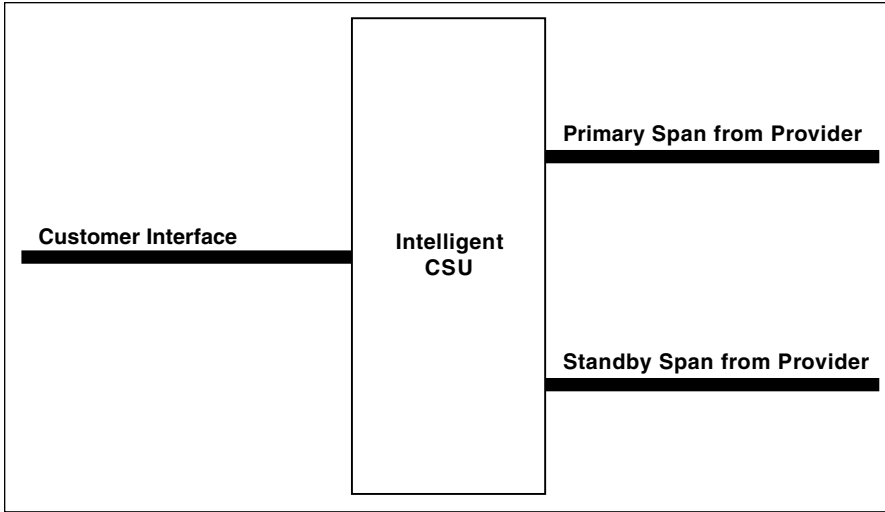 Primary Span from Provider
Customer Interface
Intelligent
CSU
Standby Span from Provider